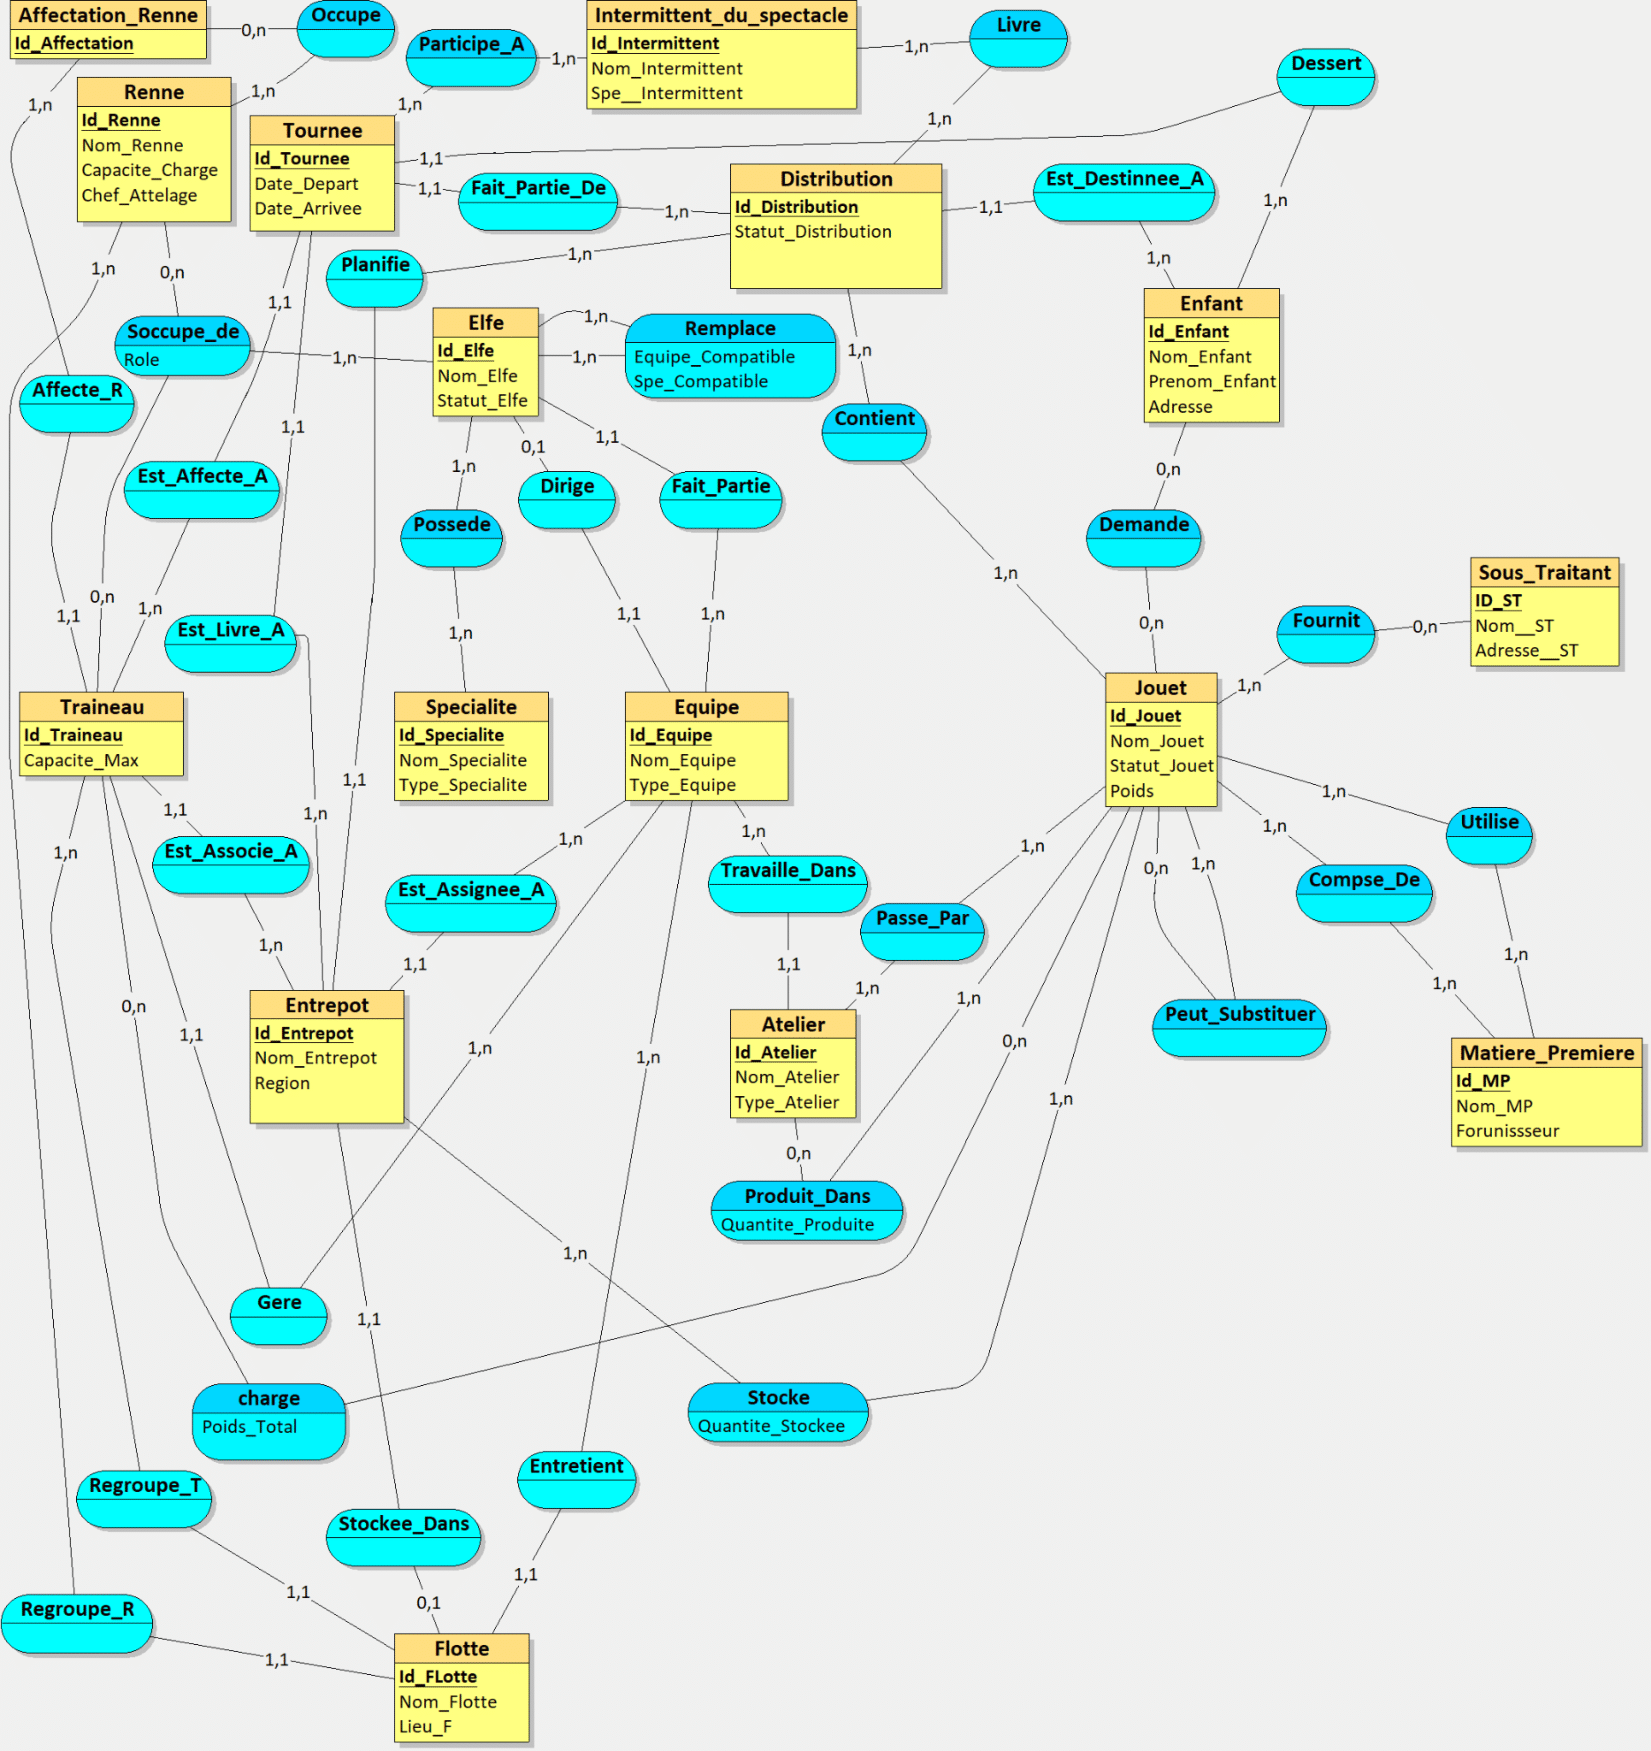 Affectation_Renne
Id_Affectation
0,n
Occupe
Participe_A
1,n
Intermittent_du_spectacle
Id_Intermittent
Nom_Intermittent
Spe__Intermittent
1,n
Livre
Dessert
1,n
1,n
1,n
1,n
Renne
Id_Renne
Nom_Renne
Capacite_Charge
Chef_Attelage
Tournee
Id_Tournee
Date_Depart
Date_Arrivee
1,1
1,1
Fait_Partie_De
1,n
Distribution
Id_Distribution
Statut_Distribution
1,1
Est_Destinnee_A
1,n
1,n
1,n
0,n
1,1
Planifie
1,n
Enfant
Id_Enfant
Nom_Enfant
Prenom_Enfant
Adresse
Soccupe_de
Role
1,n
Elfe
Id_Elfe
Nom_Elfe
Statut_Elfe
1,n
1,n
Remplace
Equipe_Compatible
Spe_Compatible
1,n
Affecte_R
1,1
Contient
1,n
0,1
1,1
0,n
Est_Affecte_A
Possede
Dirige
Fait_Partie
Demande
1,n
1,1
0,n
1,n
Est_Livre_A
1,n
1,1
1,n
0,n
Fournit
0,n
Sous_Traitant
ID_ST
Nom__ST
Adresse__ST
1,n
Traineau
Id_Traineau
Capacite_Max
Specialite
Id_Specialite
Nom_Specialite
Type_Specialite
Equipe
Id_Equipe
Nom_Equipe
Type_Equipe
Jouet
Id_Jouet
Nom_Jouet
Statut_Jouet
Poids
1,1
1,1
1,n
1,n
1,n
1,n
1,n
1,n
1,n
Utilise
Est_Associe_A
Est_Assignee_A
Travaille_Dans
1,n
0,n
1,n
Compse_De
Passe_Par
1,n
1,1
1,1
1,n
1,n
1,n
1,n
0,n
1,1
Entrepot
Id_Entrepot
Nom_Entrepot
Region
1,n
1,n
Atelier
Id_Atelier
Nom_Atelier
Type_Atelier
0,n
Peut_Substituer
Matiere_Premiere
Id_MP
Nom_MP
Forunissseur
1,n
0,n
Produit_Dans
Quantite_Produite
1,n
Gere
1,1
charge
Poids_Total
Stocke
Quantite_Stockee
Entretient
Regroupe_T
Stockee_Dans
1,1
1,1
0,1
Regroupe_R
1,1
Flotte
Id_FLotte
Nom_Flotte
Lieu_F